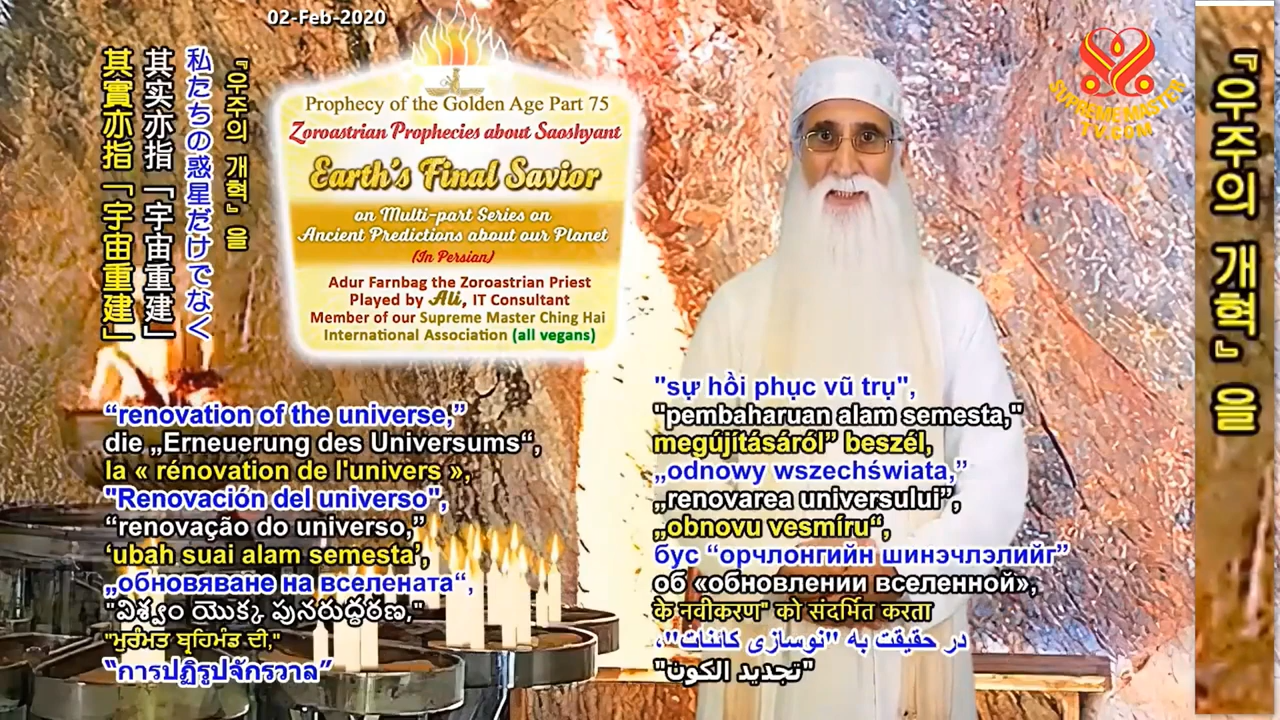 02-Feb-2020
SUPREMEMASTER
TV.COM
Prophecy of the Golden Age Part 75
Zoroastrian Prophecies about Saoshyant
Earth's Final Savior
on Multi-part Series on
Ancient Predictions about our Planet
(In Persian)
Adur Farnbag the Zoroastrian Priest
Played by Ali, IT Consultant
Member of our Supreme Master Ching Hai
International Association (all vegans)
『우주의 개혁』을
私たちの惑星だけでなく
其实亦指「宇宙重建」
其實亦指「宇宙重建」
“renovation of the universe,”
die „Erneuerung des Universums“,
la « rénovation de l'univers »,
"Renovación del universo",
“renovação do universo,”
‘ubah suai alam semesta’,
„обновяване на вселената“,
"విశ్వం యొక్క పునరుద్ధరణ,"
"ਮੁਰੰਮਤ ਬ੍ਰਹਿਮੰਡ ਦੀ,"
“การปฏิรูปจักรวาล”
"sự hồi phục vũ trụ",
"pembaharuan alam semesta,"
megújításáról” beszél,
„odnowy wszechświata,”
„renovarea universului”,
„obnovu vesmíru“,
бус “орчлонгийн шинэчлэлийг”
об «обновлении вселенной»,
के नवीकरण" को संदर्भित करता
در حقیقت به "نوسازی کائنات"،
"تجديد الكون"
『우주의 개혁』을